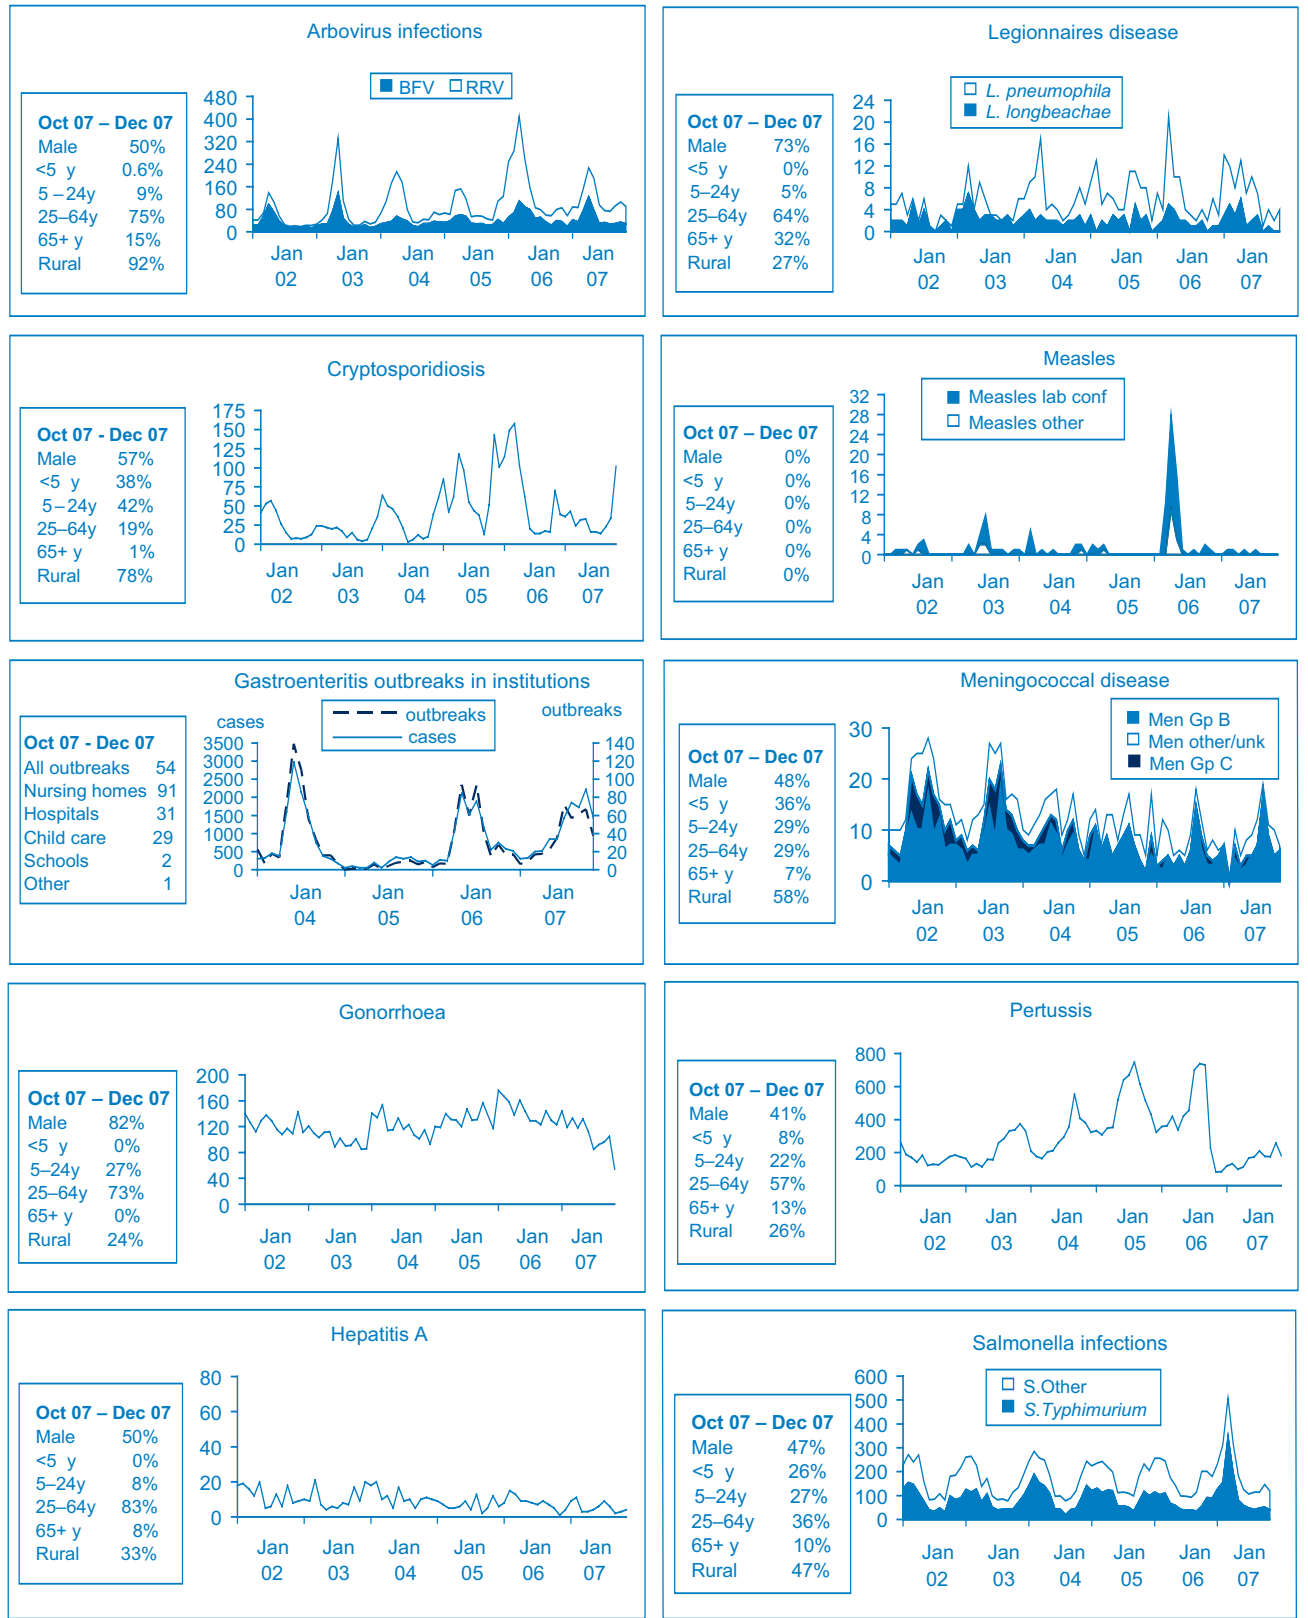 Arbovirus infections
BFV RRV
Oct 07 – Dec 07
Male 50%
<5 y 0.6%
5 – 24y 9%
25–64y 75%
65+ y 15%
Rural 92%
480
400
320
240
160
80
0
Jan Jan Jan Jan Jan Jan
02 03 04 05 06 07
Legionnaires disease
L. pneumophila
L. longbeachae
Oct 07 – Dec 07
Male 73%
<5 y 0%
5–24y 5%
25–64y 64%
65+ y 32%
Rural 27%
24
20
16
12
8
4
0
Jan Jan Jan Jan Jan Jan
02 03 04 05 06 07
Cryptosporidiosis
Oct 07 - Dec 07
Male 57%
<5 y 38%
5–24y 42%
25–64y 19%
65+ y 1%
Rural 78%
175
150
125
100
75
50
25
0
Jan Jan Jan Jan Jan Jan
02 03 04 05 06 07
Measles
Measles lab conf
Measles other
Oct 07 – Dec 07
Male 0%
<5 y 0%
5–24y 0%
25–64y 0%
65+ y 0%
Rural 0%
32
28
24
20
16
12
8
4
0
Jan Jan Jan Jan Jan Jan
02 03 04 05 06 07
Gastroenteritis outbreaks in institutions
cases
outbreaks
cases
outbreaks
Oct 07 - Dec 07
All outbreaks 54
Nursing homes 91
Hospitals 31
Child care 29
Schools 2
Other 1
3500 140
3000 120
2500 100
2000 80
1500 60
1000 40
500 20
0 0
Jan Jan Jan Jan
04 05 06 07
Meningococcal disease
Men Gp B
Men other/unk
Men Gp C
Oct 07 – Dec 07
Male 48%
<5 y 36%
5–24y 29%
25–64y 29%
65+ y 7%
Rural 58%
30
20
10
0
Jan Jan Jan Jan Jan Jan
02 03 04 05 06 07
Gonorrhoea
Oct 07 – Dec 07
Male 82%
<5 y 0%
5–24y 27%
25–64y 73%
65+ y 0%
Rural 24%
200
160
120
80
40
0
Jan Jan Jan Jan Jan Jan
02 03 04 05 06 07
Pertussis
Oct 07 – Dec 07
Male 41%
<5 y 8%
5–24y 22%
25–64y 57%
65+ y 13%
Rural 26%
800
600
400
200
0
Jan Jan Jan Jan Jan Jan
02 03 04 05 06 07
Hepatitis A
Oct 07 – Dec 07
Male 50%
<5 y 0%
5–24y 8%
25–64y 83%
65+ y 8%
Rural 33%
80
60
40
20
0
Jan Jan Jan Jan Jan Jan
02 03 04 05 06 07
Salmonella infections
S.Other
S.Typhimurium
Oct 07 – Dec 07
Male 47%
<5 y 26%
5–24y 27%
25–64y 36%
65+ y 10%
Rural 47%
600
500
400
300
200
100
0
Jan Jan Jan Jan Jan Jan
02 03 04 05 06 07